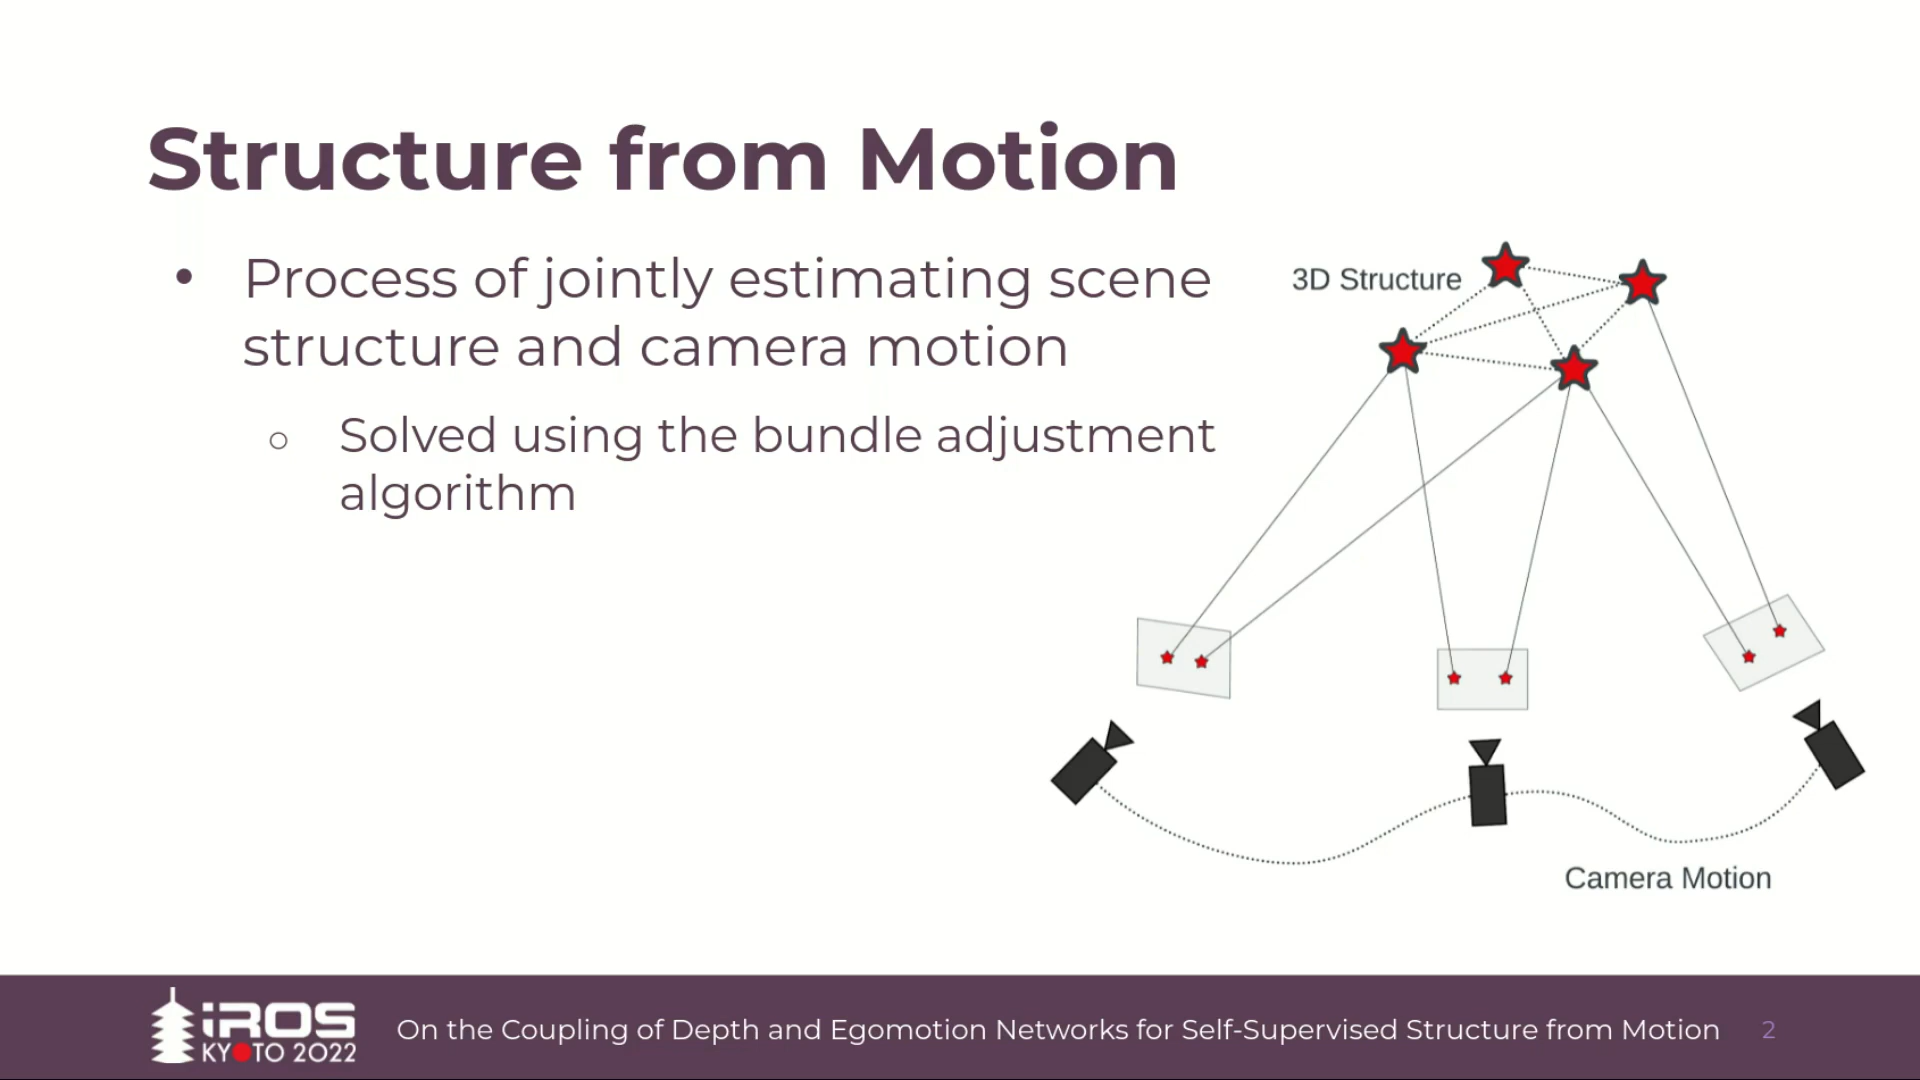 Structure from Motion
• Process of jointly estimating scene
structure and camera motion
○ Solved using the bundle adjustment
algorithm
3D Structure
Camera Motion
iROS
KYOTO 2022
On the Coupling of Depth and Egomotion Networks for Self-Supervised Structure from Motion
2